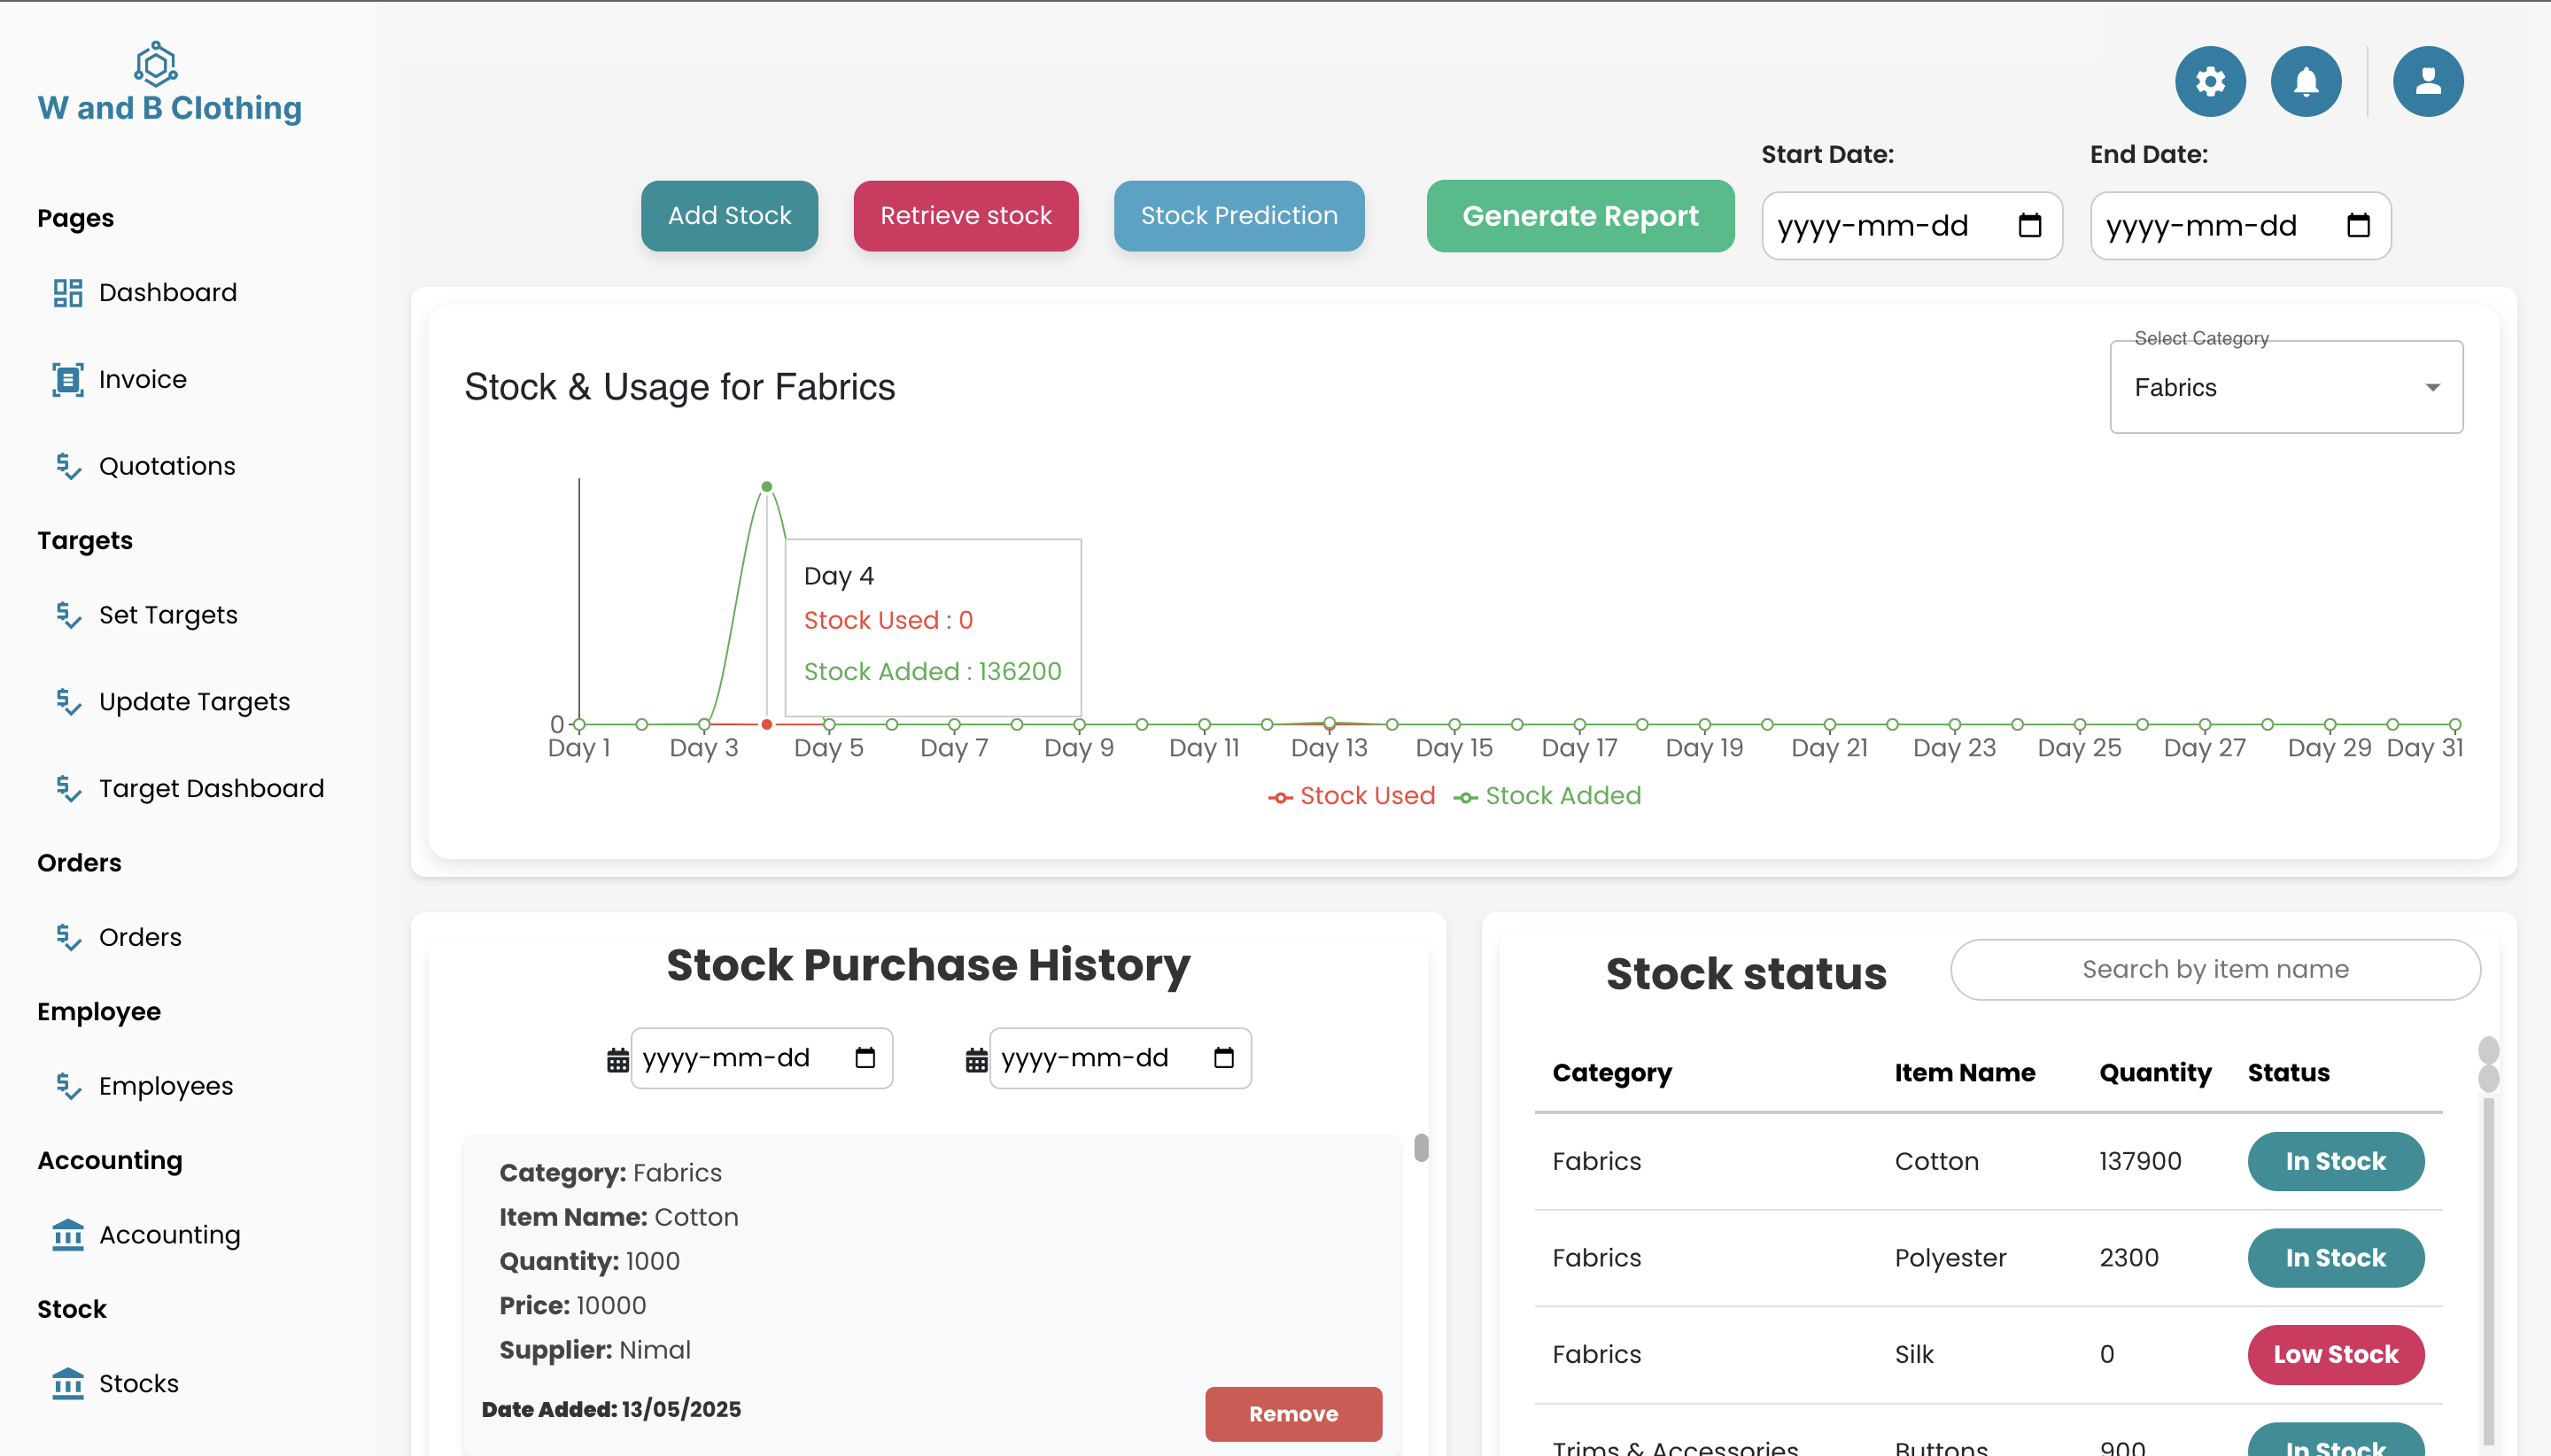 W and B Clothing
Pages
Dashboard
Invoice
Quotations
Targets
Set Targets
Update Targets
Target Dashboard
Orders
Orders
Employee
Employees
Accounting
Accounting
Stock
Stocks
Start Date:
End Date:
Add Stock
Retrieve stock
Stock Prediction
Generate Report
yyyy-mm-dd
yyyy-mm-dd
Stock & Usage for Fabrics
Select Category
Fabrics
Day 4
Stock Used : 0
Stock Added : 136200
0
Day 1 Day 3 Day 5 Day 7 Day 9 Day 11 Day 13 Day 15 Day 17 Day 19 Day 21 Day 23 Day 25 Day 27 Day 29 Day 31
Stock Used Stock Added
Stock Purchase History
yyyy-mm-dd yyyy-mm-dd
Category: Fabrics
Item Name: Cotton
Quantity: 1000
Price: 10000
Supplier: Nimal
Date Added: 13/05/2025
Remove
Stock status
Search by item name
Category Item Name Quantity Status
Fabrics Cotton 137900 In Stock
Fabrics Polyester 2300 In Stock
Fabrics Silk 0 Low Stock
Trims & Accessories Buttons 900 In Stock